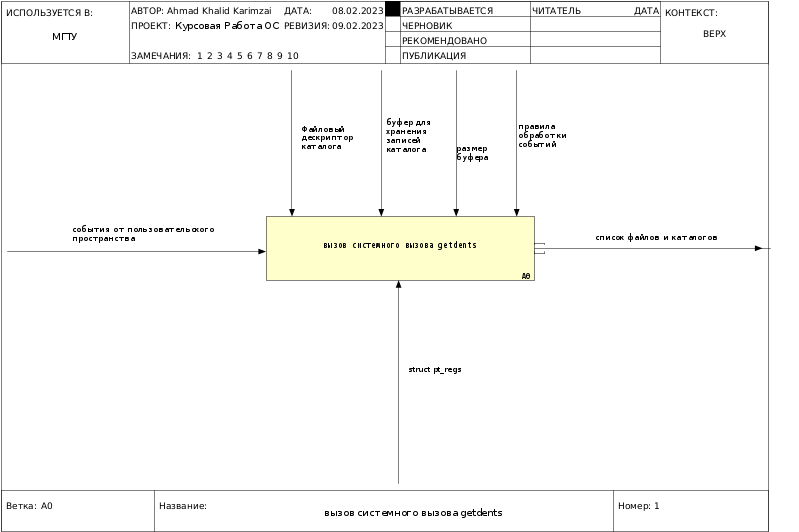 ИСПОЛЬЗУЕТСЯ В:
МГТУ
АВТОР: Ahmad Khalid Karimzai
ДАТА: 08.02.2023
ПРОЕКТ: Курсовая Работа ОС
РЕВИЗИЯ: 09.02.2023
ЗАМЕЧАНИЯ: 1 2 3 4 5 6 7 8 9 10
РАЗРАБАТЫВАЕТСЯ
ЧЕРНОВИК
РЕКОМЕНДОВАНО
ПУБЛИКАЦИЯ
ЧИТАТЕЛЬ
ДАТА
КОНТЕКСТ:
ВЕРХ
Файловый
дескриптор
каталога
буфер для
хранения
записей
каталога
размер
буфера
правила
обработки
событий
события от пользовательского
пространства
вызов системного вызова getdents
A0
список файлов и каталогов
struct pt_regs
Ветка: A0
Название:
вызов системного вызова getdents
Номер: 1